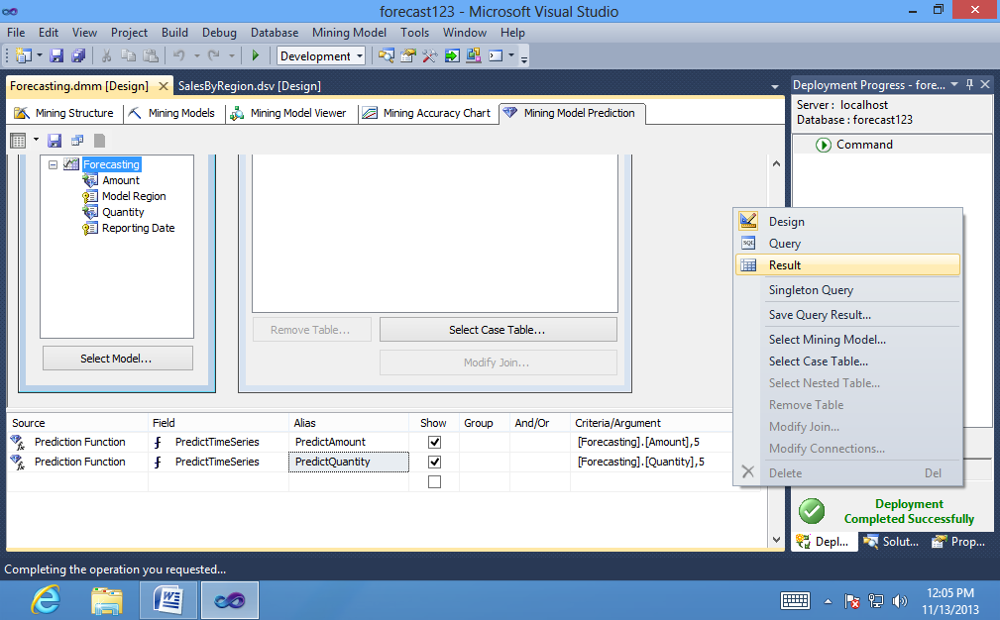 forecast123 - Microsoft Visual Studio
File Edit View Project Build Debug Database Mining Model Tools Window Help
Development
Forecasting.dmm [Design] SalesByRegion.dsv [Design]
Mining Structure Mining Models Mining Model Viewer Mining Accuracy Chart Mining Model Prediction
Forecasting
Amount
Model Region
Quantity
Reporting Date
Select Model...
Remove Table... Select Case Table...
Modify Join...
Source Field Alias Show Group And/Or Criteria/Argument
Prediction Function PredictTimeSeries PredictAmount [Forecasting].[Amount],5
Prediction Function PredictTimeSeries PredictQuantity [Forecasting].[Quantity],5
Deployment Progress - fore...
Server : localhost
Database : forecast123
Command
Design
SQL Query
Result
Singleton Query
Save Query Result...
Select Mining Model...
Select Case Table...
Select Nested Table...
Remove Table
Modify Join...
Modify Connections...
Delete Del
Deployment
Completed Successfully
Depl... Solut... Prop...
Completing the operation you requested...
12:05 PM
11/13/2013